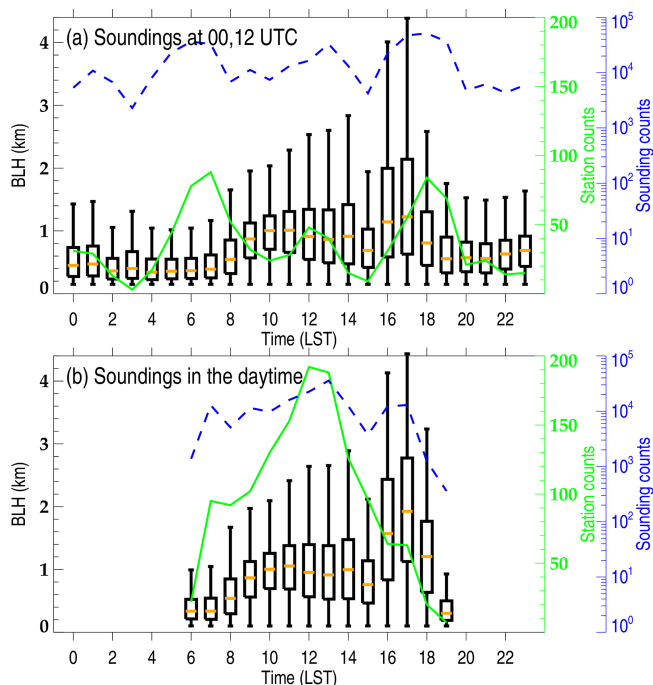 (a) Soundings at 00,12 UTC
BLH (km)
4
3
2
1
0
0 2 4 6 8 10 12 14 16 18 20 22
Time (LST)
200
150
100
50
Station counts
10^5
10^4
10^3
10^2
10^1
10^0
Sounding counts
(b) Soundings in the daytime
BLH (km)
4
3
2
1
0
0 2 4 6 8 10 12 14 16 18 20 22
Time (LST)
200
150
100
50
Station counts
10^5
10^4
10^3
10^2
10^1
10^0
Sounding counts